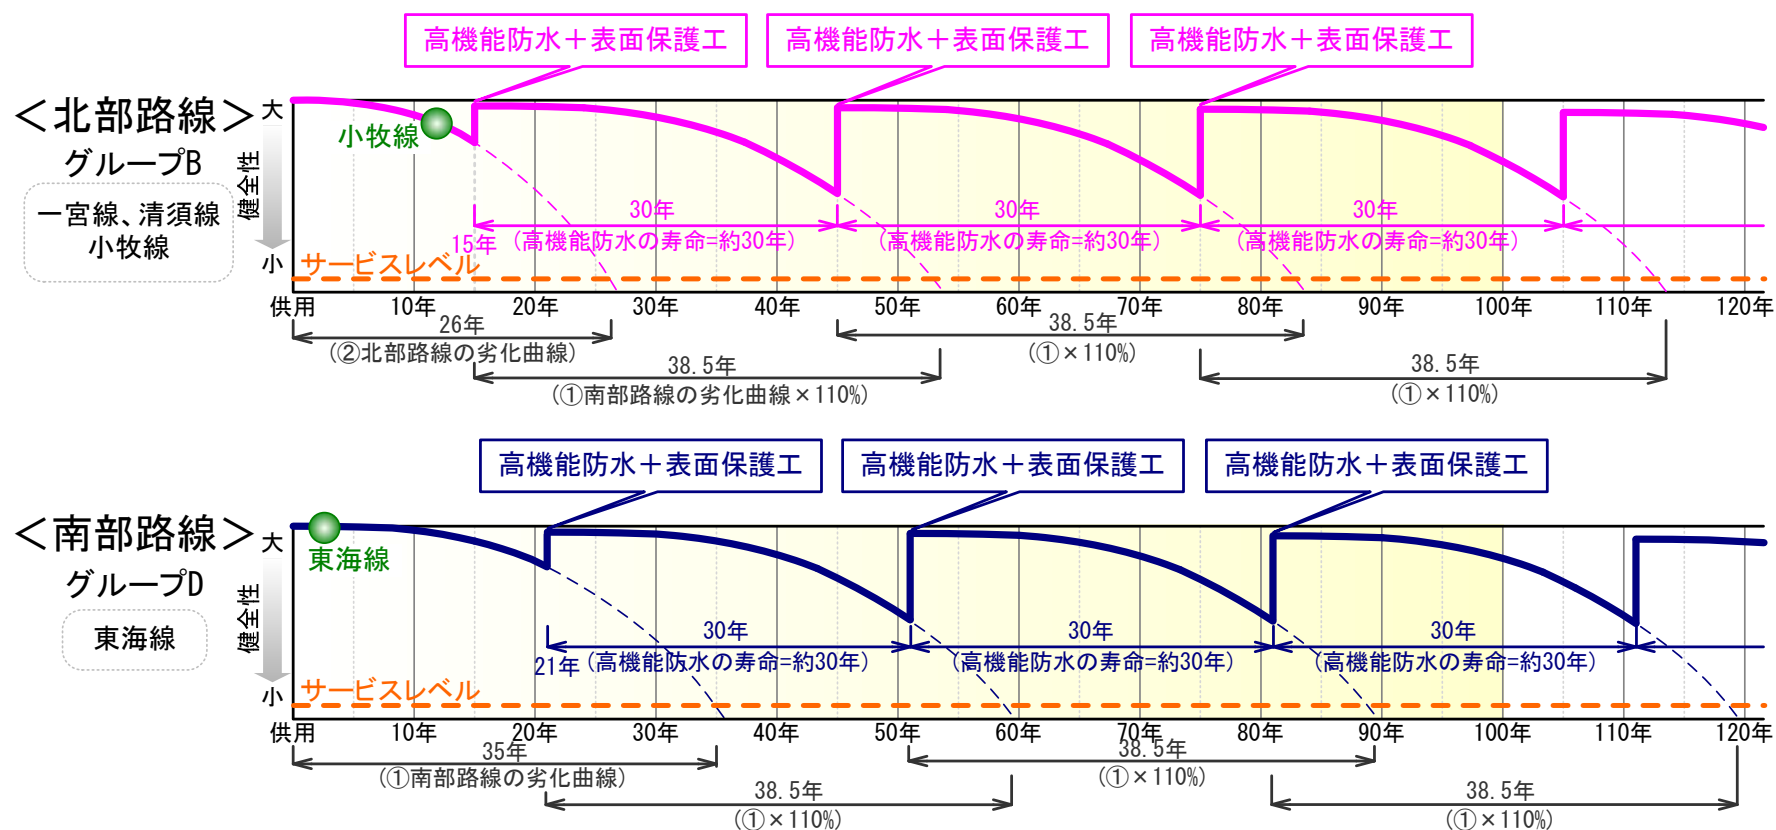 高機能防水＋表面保護工
高機能防水＋表面保護工
高機能防水＋表面保護工
＜北部路線＞
グループB
一宮線、清須線
小牧線
大
健全性
小
小牧線
30年
30年
30年
15年
(高機能防水の寿命=約30年)
(高機能防水の寿命=約30年)
(高機能防水の寿命=約30年)
サービスレベル
供用
10年
20年
30年
40年
50年
60年
70年
80年
90年
100年
110年
120年
26年
(②北部路線の劣化曲線)
38.5年
(①×110%)
38.5年
(①南部路線の劣化曲線×110%)
38.5年
(①×110%)
高機能防水＋表面保護工
高機能防水＋表面保護工
高機能防水＋表面保護工
＜南部路線＞
グループD
東海線
大
健全性
小
東海線
30年
30年
30年
21年
(高機能防水の寿命=約30年)
(高機能防水の寿命=約30年)
(高機能防水の寿命=約30年)
サービスレベル
供用
10年
20年
30年
40年
50年
60年
70年
80年
90年
100年
110年
120年
35年
(①南部路線の劣化曲線)
38.5年
(①×110%)
38.5年
(①×110%)
38.5年
(①×110%)